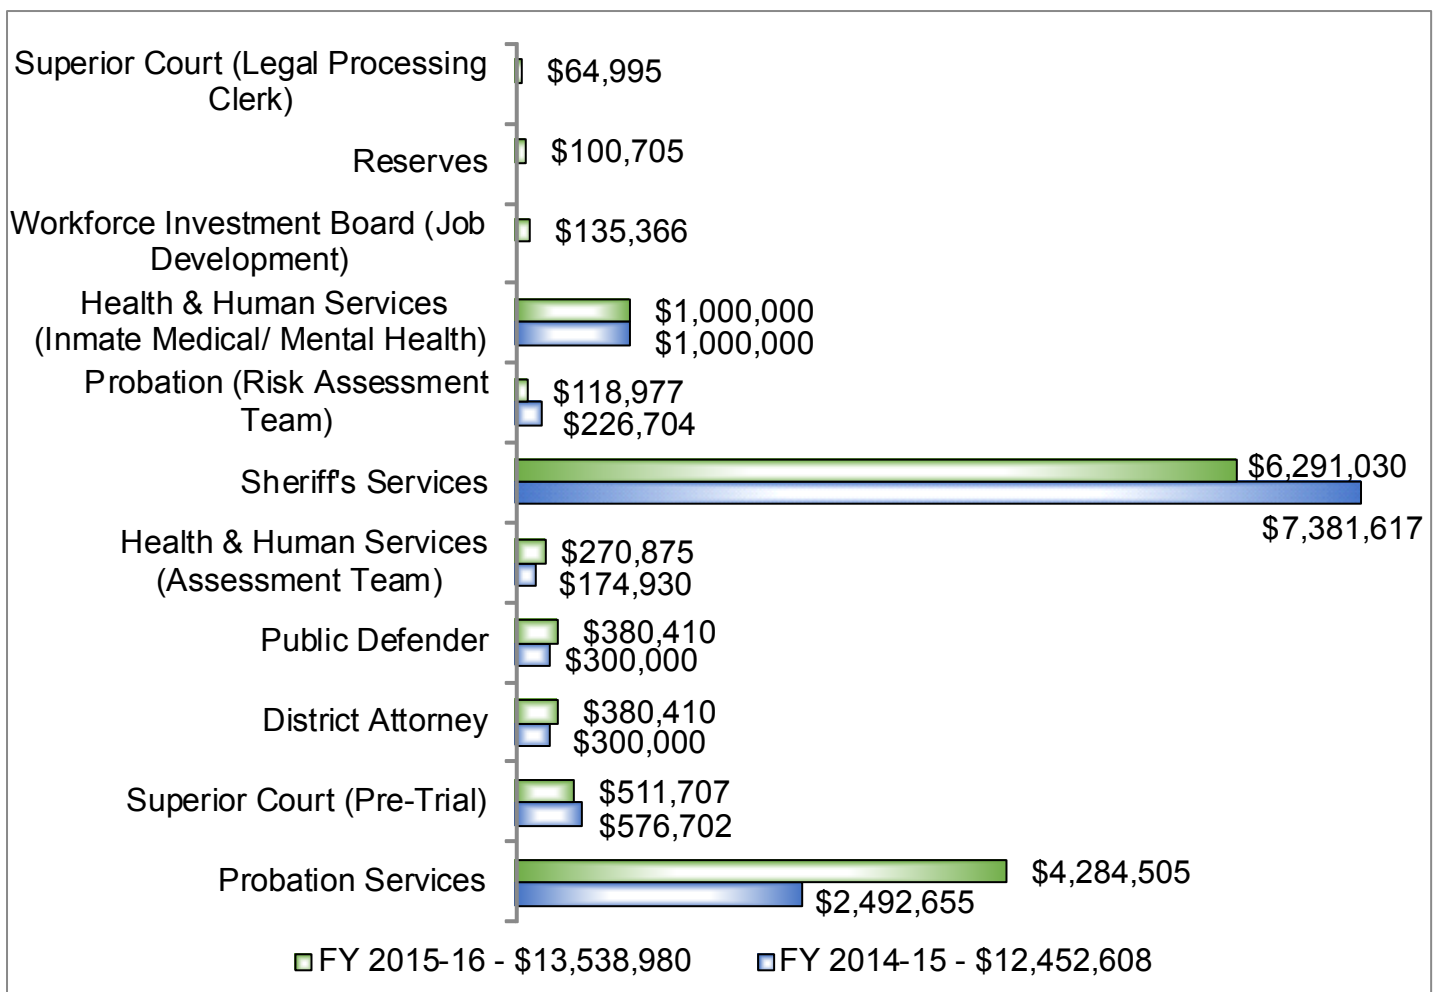 Superior Court (Legal Processing
Clerk)
$64,995
Reserves
$100,705
Workforce Investment Board (Job
Development)
$135,366
Health & Human Services
(Inmate Medical/ Mental Health)
$1,000,000
$1,000,000
Probation (Risk Assessment
Team)
$118,977
$226,704
Sheriff's Services
$6,291,030
$7,381,617
Health & Human Services
(Assessment Team)
$270,875
$174,930
Public Defender
$380,410
$300,000
District Attorney
$380,410
$300,000
Superior Court (Pre-Trial)
$511,707
$576,702
Probation Services
$4,284,505
$2,492,655
FY 2015-16 - $13,538,980
FY 2014-15 - $12,452,608